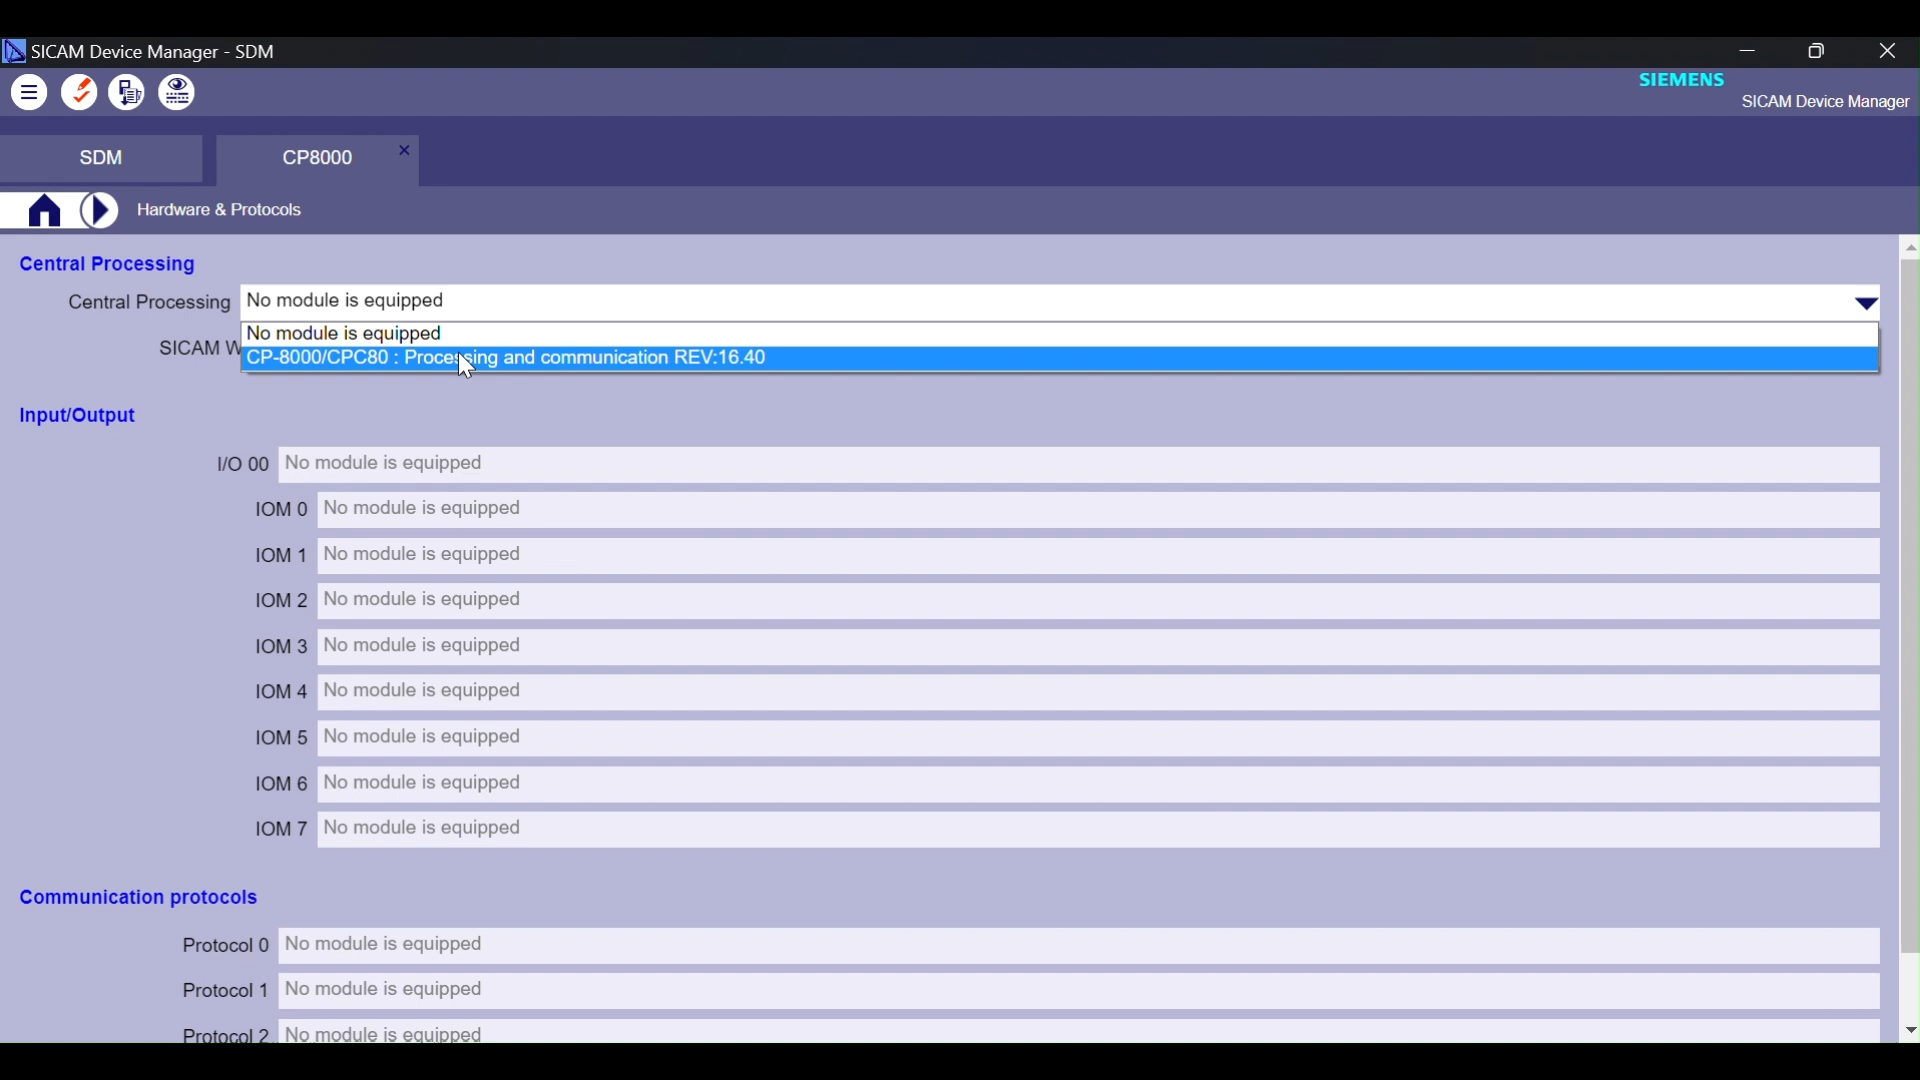 SICAM Device Manager - SDM
SIEMENS
SICAM Device Manager
SDM
CP8000
Hardware & Protocols
Central Processing
Central Processing No module is equipped
No module is equipped
SICAM W
CP-8000/CPC80 : Processing and communication REV:16.40
Input/Output
I/O 00 No module is equipped
IOM 0 No module is equipped
IOM 1 No module is equipped
IOM 2 No module is equipped
IOM 3 No module is equipped
IOM 4 No module is equipped
IOM 5 No module is equipped
IOM 6 No module is equipped
IOM 7 No module is equipped
Communication protocols
Protocol 0 No module is equipped
Protocol 1 No module is equipped
Protocol 2 No module is equipped